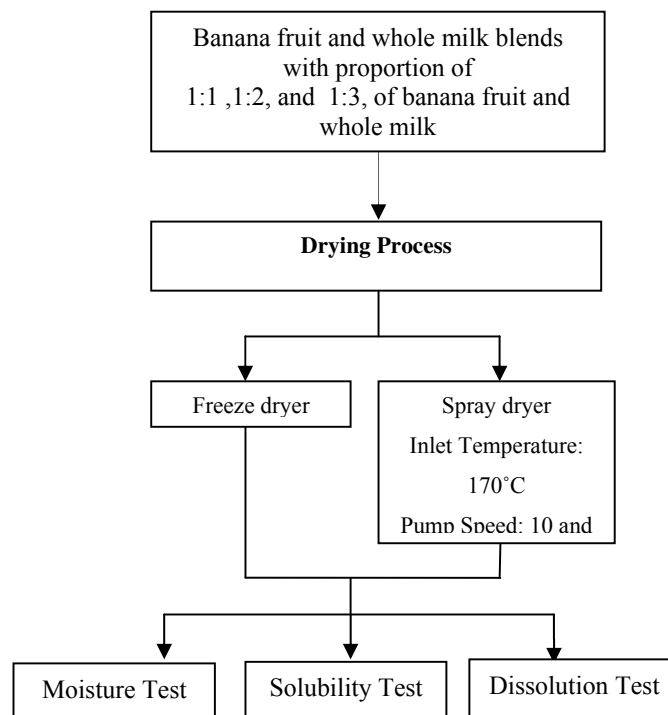 Banana fruit and whole milk blends
with proportion of
1:1 ,1:2, and 1:3, of banana fruit and
whole milk
Drying Process
Freeze dryer
Spray dryer
Inlet Temperature:
170˚C
Pump Speed: 10 and
Moisture Test
Solubility Test
Dissolution Test